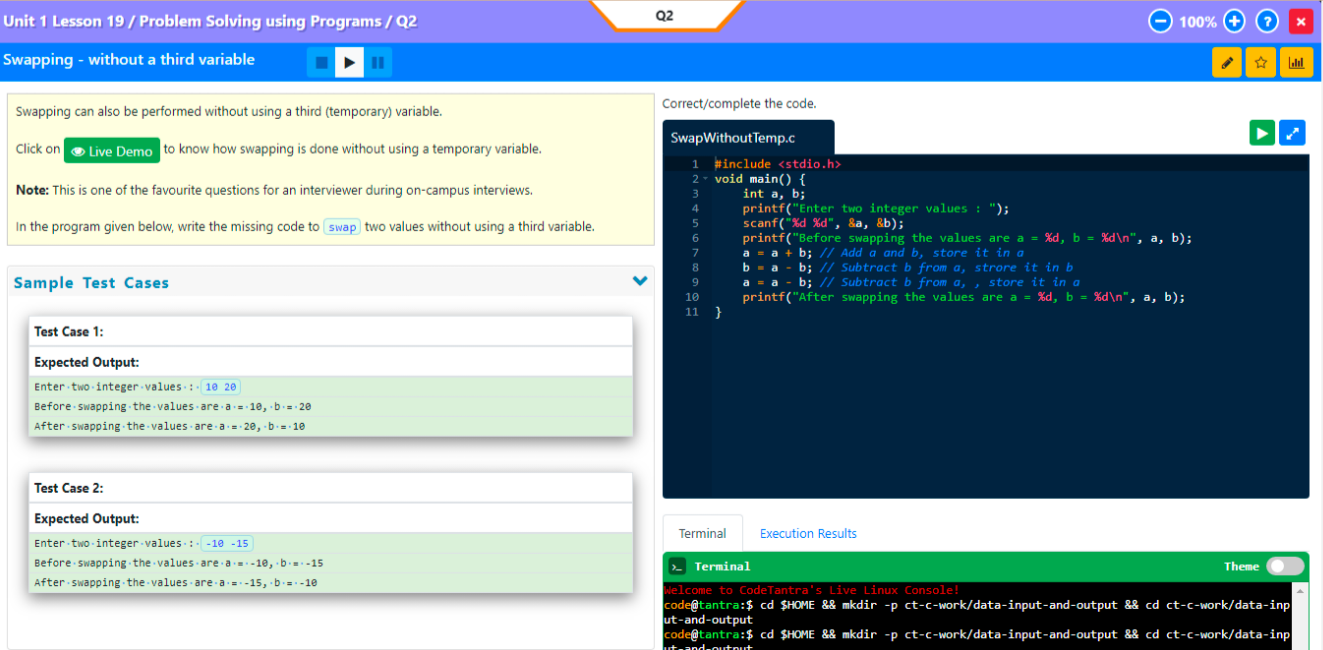 Unit 1 Lesson 19 / Problem Solving using Programs / Q2
Q2
100%
?
Swapping - without a third variable
Swapping can also be performed without using a third (temporary) variable.
Click on Live Demo to know how swapping is done without using a temporary variable.
Note: This is one of the favourite questions for an interviewer during on-campus interviews.
In the program given below, write the missing code to swap two values without using a third variable.
Sample Test Cases
Test Case 1:
Expected Output:
Enter·two·integer·values·:·10 20
Before·swapping·the·values·are·a·=·10,·b·=·20
After·swapping·the·values·are·a·=·20,·b·=·10
Test Case 2:
Expected Output:
Enter·two·integer·values·:·-10 -15
Before·swapping·the·values·are·a·=·-10,·b·=·-15
After·swapping·the·values·are·a·=·-15,·b·=·-10
Correct/complete the code.
SwapWithoutTemp.c
1 #include <stdio.h>
2 void main() {
3 int a, b;
4 printf("Enter two integer values : ");
5 scanf("%d %d", &a, &b);
6 printf("Before swapping the values are a = %d, b = %d\n", a, b);
7 a = a + b; // Add a and b, store it in a
8 b = a - b; // Subtract b from a, strore it in b
9 a = a - b; // Subtract b from a, , store it in a
10 printf("After swapping the values are a = %d, b = %d\n", a, b);
11 }
Terminal
Execution Results
Terminal
Theme
Welcome to CodeTantra's Live Linux Console!
code@tantra:$ cd $HOME && mkdir -p ct-c-work/data-input-and-output && cd ct-c-work/data-inp
ut-and-output
code@tantra:$ cd $HOME && mkdir -p ct-c-work/data-input-and-output && cd ct-c-work/data-inp
ut-and-output